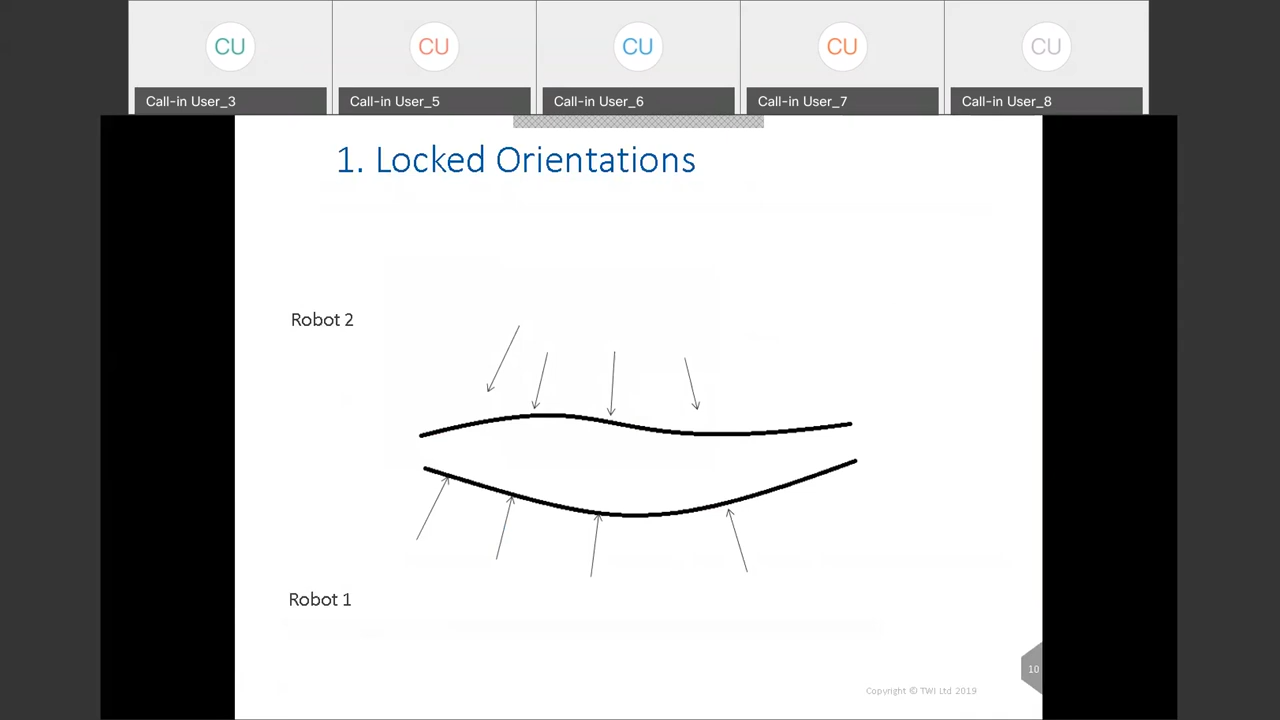 CU CU CU CU CU
Call-in User_3 Call-in User_5 Call-in User_6 Call-in User_7 Call-in User_8
1. Locked Orientations
Robot 2
Robot 1
10
Copyright © TWI Ltd 2019